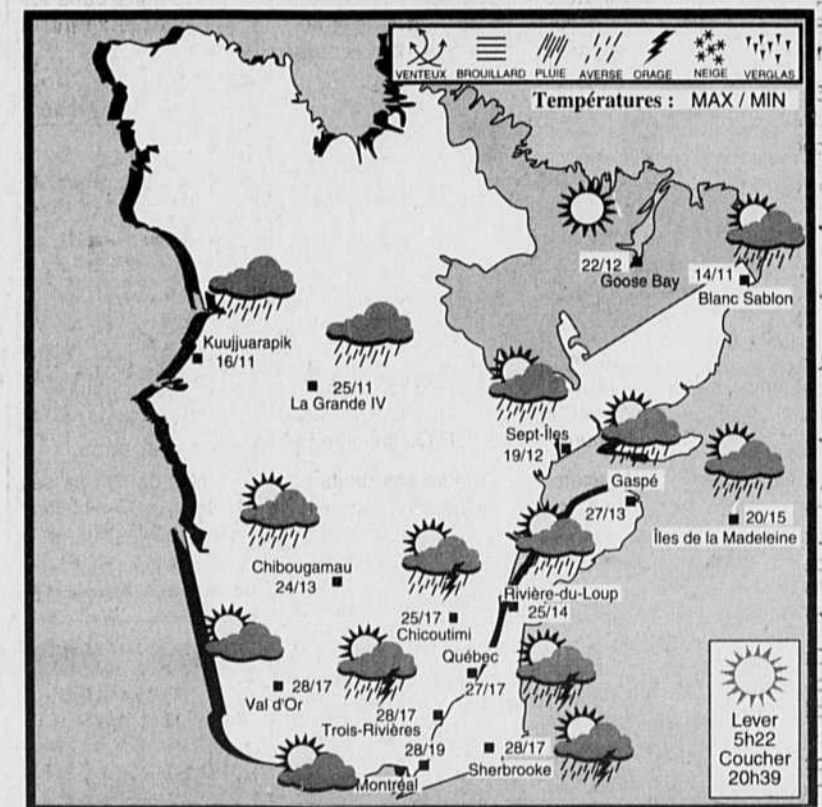 VENTEUX BROUILLARD PLUIE AVERSE ORAGE NEIGE VERGLAS
Températures : MAX / MIN
22/12
Goose Bay
14/11
Blanc Sablon
Kuujjuarapik
16/11
25/11
La Grande IV
Sept-Îles
19/12
Gaspé
27/13
20/15
Îles de la Madeleine
Chibougamau
24/13
Rivière-du-Loup
25/14
25/17
Chicoutimi
Québec
27/17
28/17
Val d'Or
28/17
Trois-Rivières
28/19
Montréal
28/17
Sherbrooke
Lever
5h22
Coucher
20h39